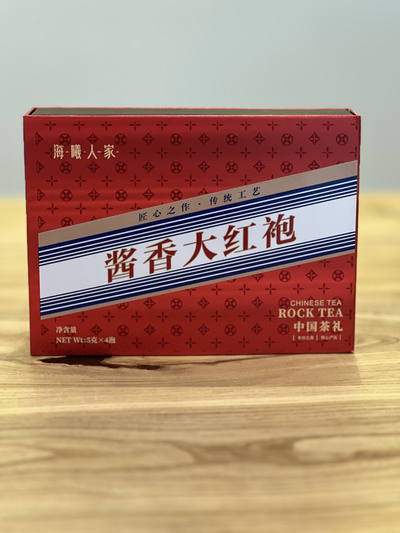 海·曦·人·家
匠心之作·传统工艺
酱香大红袍
CHINESE TEA
ROCK TEA
中国茶礼
净含量
NET Wt:5克×4泡